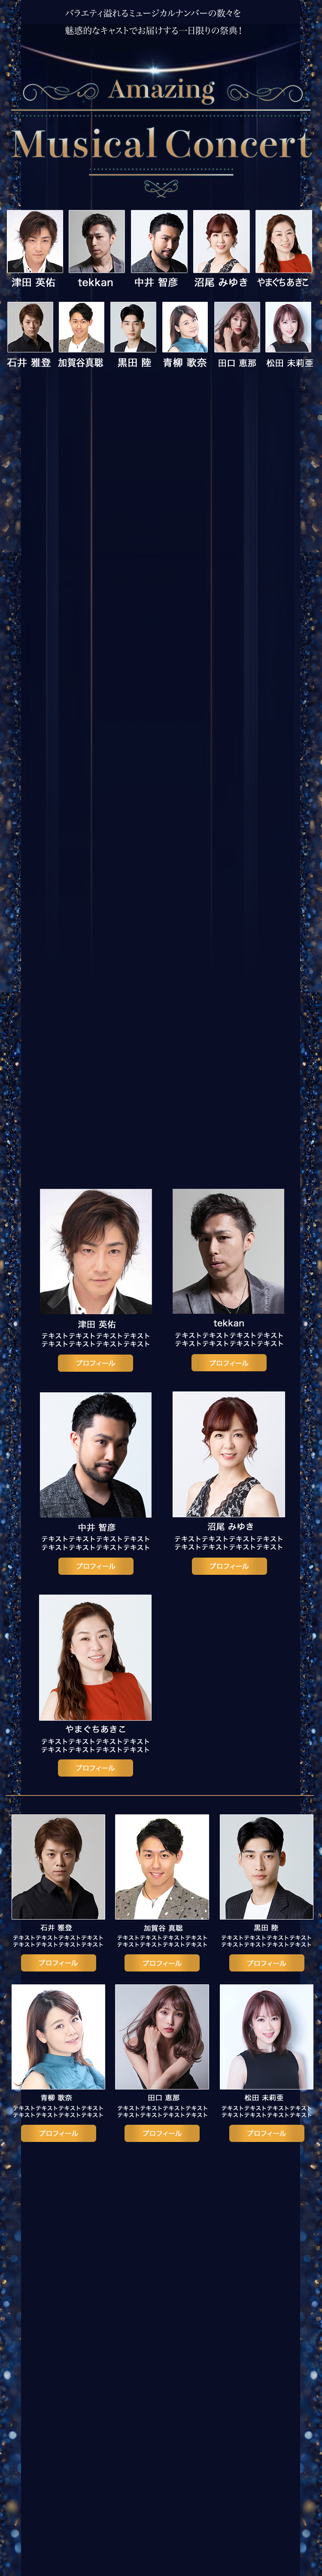 バラエティ溢れるミュージカルナンバーの数々を
魅惑的なキャストでお届けする一日限りの祭典！
Amazing
Musical Concert
津田 英佑 tekkan 中井 智彦 沼尾 みゆき やまぐちあきこ
石井 雅登 加賀谷真聡 黒田 陸 青柳 歌奈 田口 恵那 松田 未莉亜
津田 英佑
テキストテキストテキストテキスト
テキストテキストテキストテキスト
プロフィール
tekkan
テキストテキストテキストテキスト
テキストテキストテキストテキスト
プロフィール
中井 智彦
テキストテキストテキストテキスト
テキストテキストテキストテキスト
プロフィール
沼尾 みゆき
テキストテキストテキストテキスト
テキストテキストテキストテキスト
プロフィール
やまぐちあきこ
テキストテキストテキストテキスト
テキストテキストテキストテキスト
プロフィール
石井 雅登
テキストテキストテキストテキスト
テキストテキストテキストテキスト
プロフィール
加賀谷 真聡
テキストテキストテキストテキスト
テキストテキストテキストテキスト
プロフィール
黒田 陸
テキストテキストテキストテキスト
テキストテキストテキストテキスト
プロフィール
青柳 歌奈
テキストテキストテキストテキスト
テキストテキストテキストテキスト
プロフィール
田口 恵那
テキストテキストテキストテキスト
テキストテキストテキストテキスト
プロフィール
松田 未莉亜
テキストテキストテキストテキスト
テキストテキストテキストテキスト
プロフィール